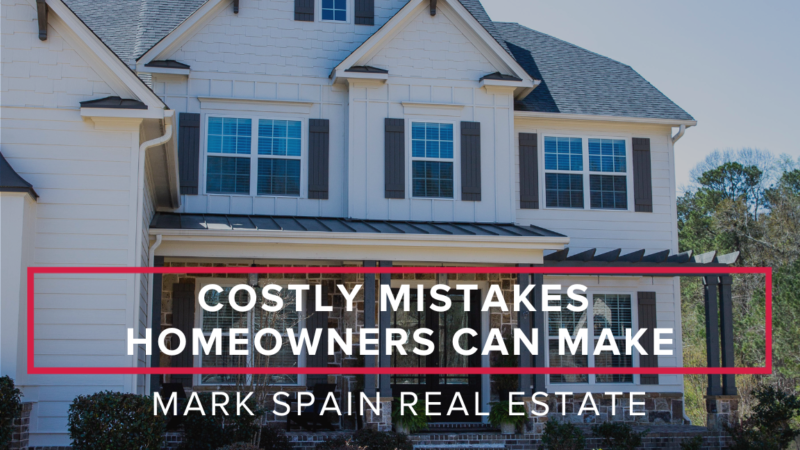 COSTLY MISTAKES
HOMEOWNERS CAN MAKE
MARK SPAIN REAL ESTATE